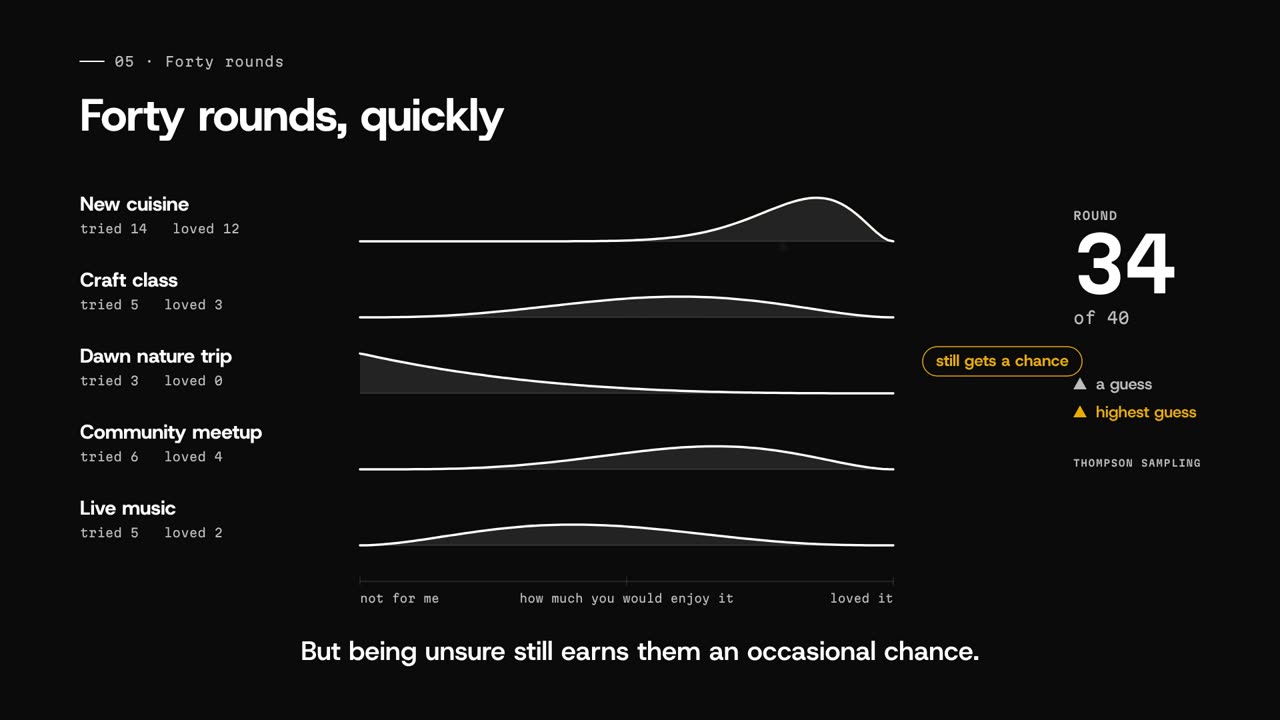 05 · Forty rounds
Forty rounds, quickly
New cuisine
tried 14 loved 12
Craft class
tried 5 loved 3
Dawn nature trip
tried 3 loved 0
Community meetup
tried 6 loved 4
Live music
tried 5 loved 2
not for me how much you would enjoy it loved it
ROUND
34
of 40
still gets a chance
a guess
highest guess
THOMPSON SAMPLING
But being unsure still earns them an occasional chance.